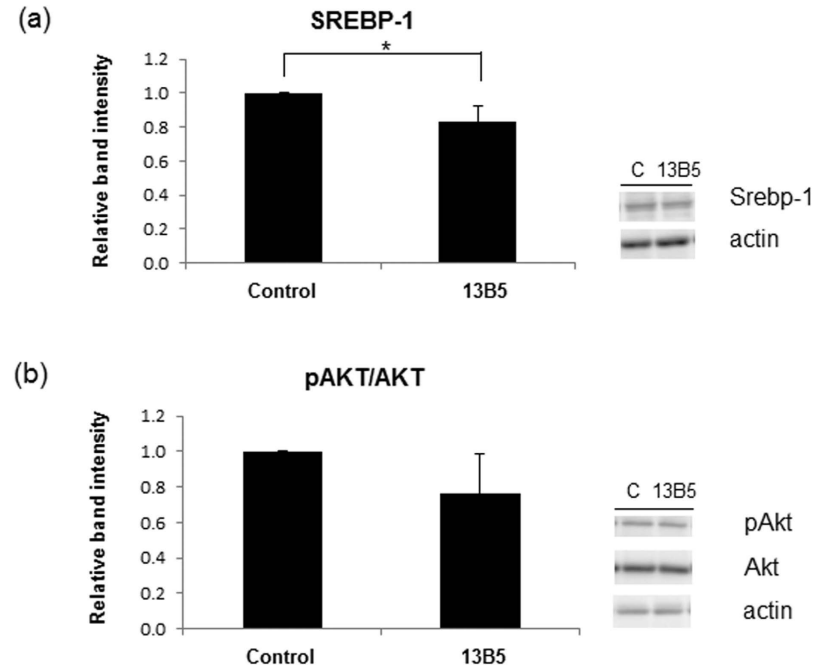 (a)
SREBP-1
*
Relative band intensity
1.2
1.0
0.8
0.6
0.4
0.2
0.0
Control 13B5
C 13B5
Srebp-1
actin
(b)
pAKT/AKT
Relative band intensity
1.2
1.0
0.8
0.6
0.4
0.2
0.0
Control 13B5
C 13B5
pAkt
Akt
actin